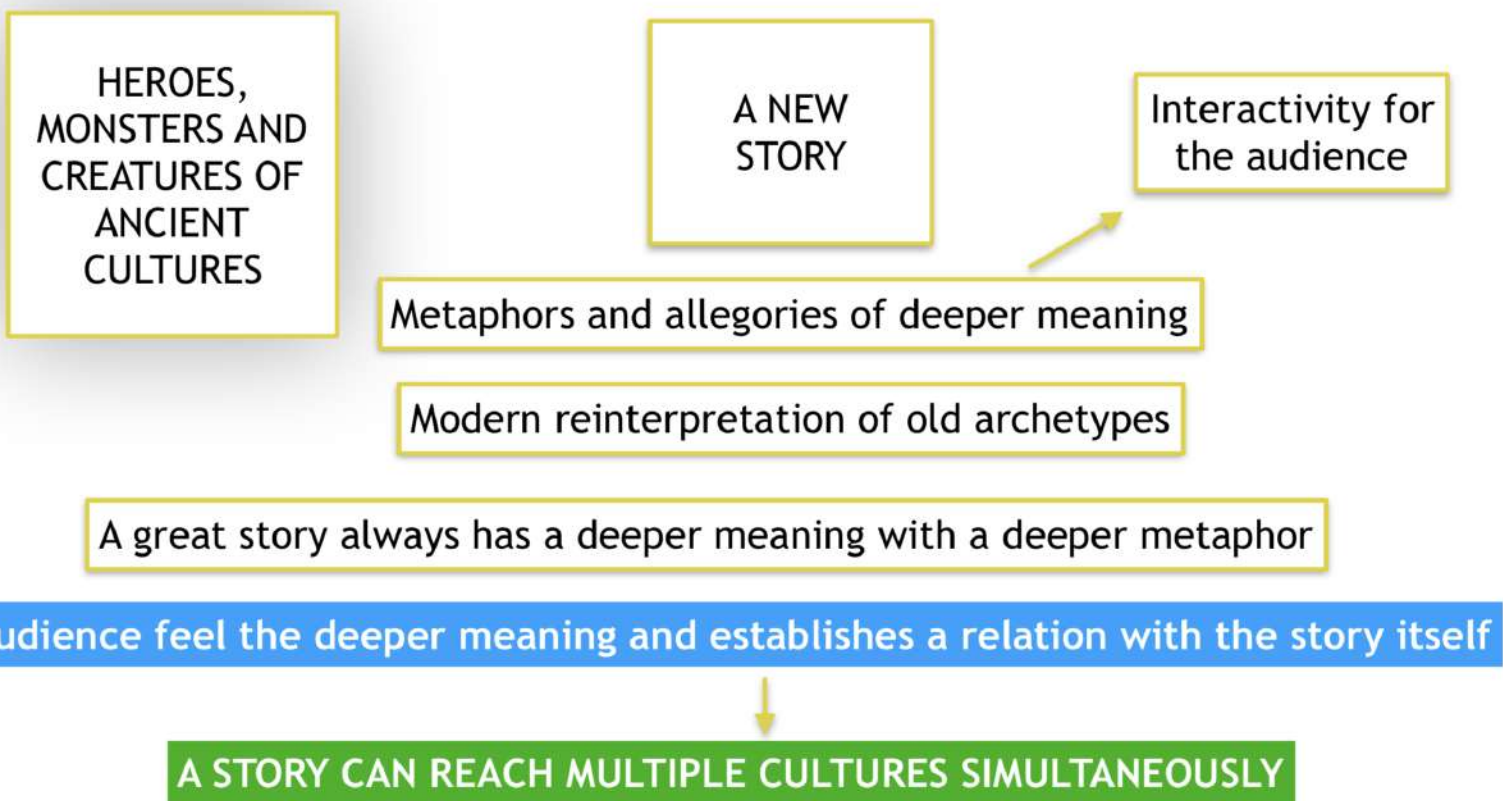 HEROES,
MONSTERS AND
CREATURES OF
ANCIENT
CULTURES
A NEW
STORY
Interactivity for
the audience
Metaphors and allegories of deeper meaning
Modern reinterpretation of old archetypes
A great story always has a deeper meaning with a deeper metaphor
udience feel the deeper meaning and establishes a relation with the story itself
A STORY CAN REACH MULTIPLE CULTURES SIMULTANEOUSLY